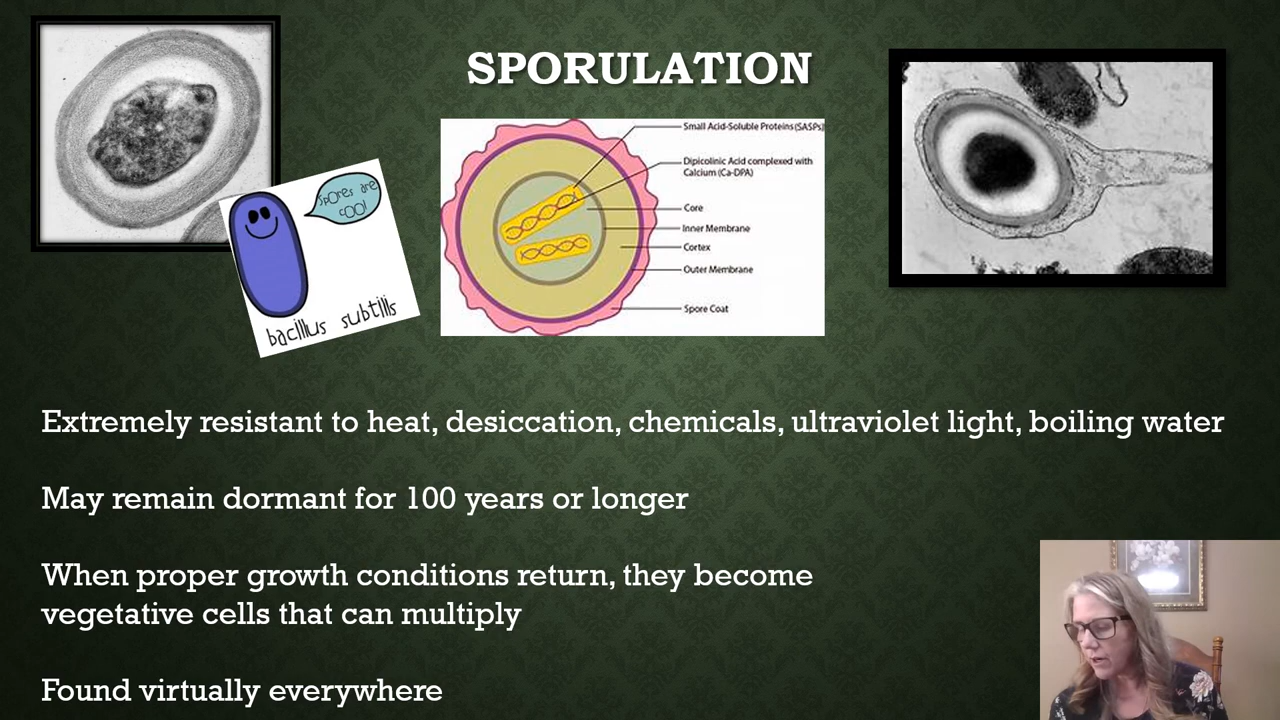 SPORULATION
Spores are
cool!
bacillus subtilis
Small Acid-Soluble Proteins (SASPs)
Dipicolinic Acid complexed with
Calcium (Ca-DPA)
Core
Inner Membrane
Cortex
Outer Membrane
Spore Coat
Extremely resistant to heat, desiccation, chemicals, ultraviolet light, boiling water
May remain dormant for 100 years or longer
When proper growth conditions return, they become
vegetative cells that can multiply
Found virtually everywhere